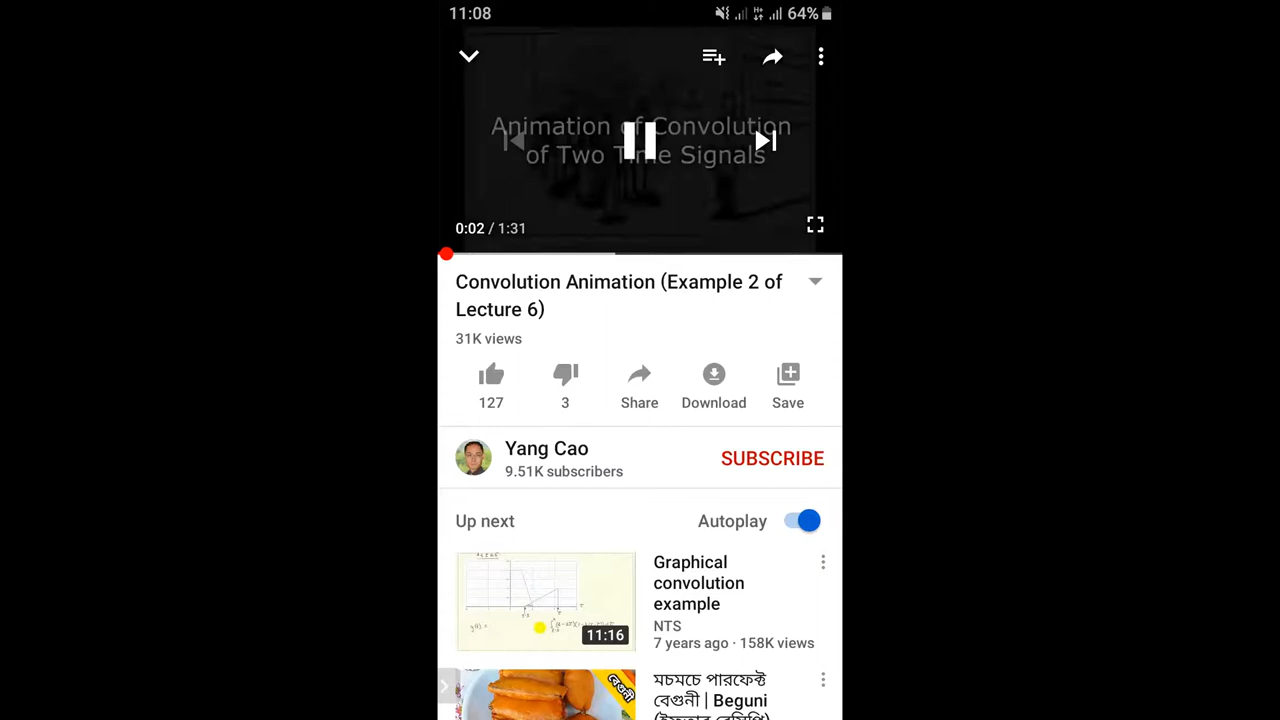 11:08
64%
Animation of Convolution
of Two Time Signals
0:02 / 1:31
Convolution Animation (Example 2 of
Lecture 6)
31K views
127
3
Share
Download
Save
Yang Cao
9.51K subscribers
SUBSCRIBE
Up next
Autoplay
11:16
Graphical
convolution
example
NTS
7 years ago · 158K views
বেগুনী
মচমচে পারফেক্ট
বেগুনী | Beguni
(ইফতার রেসিপি)